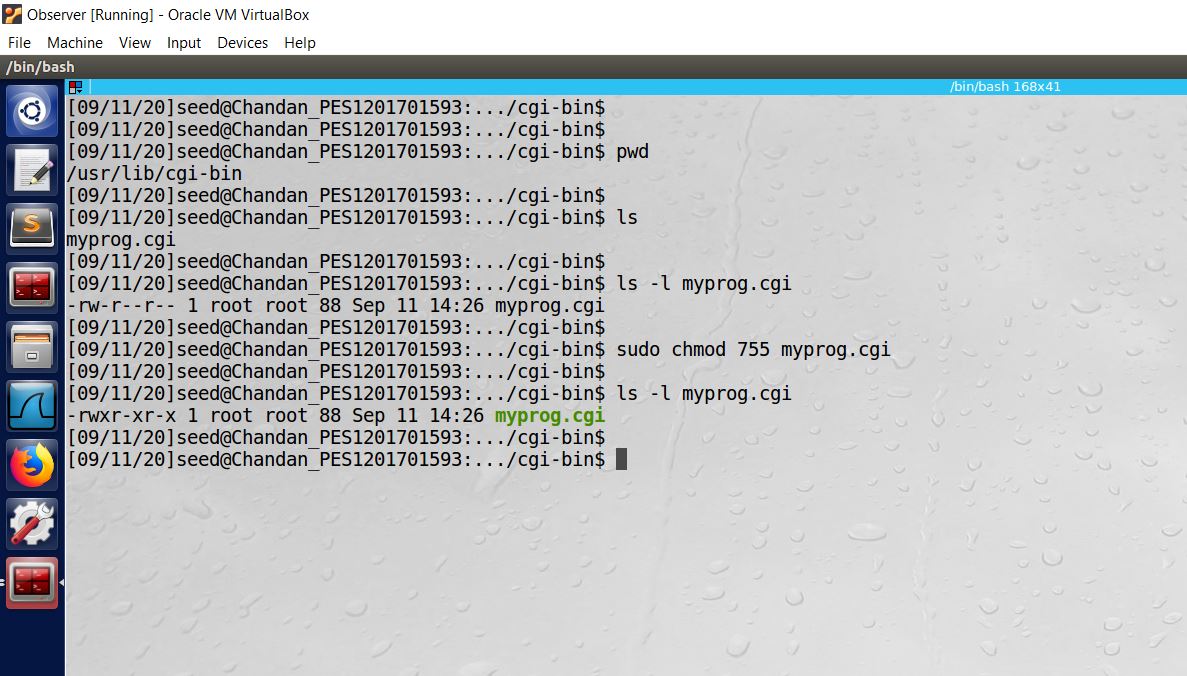 Observer [Running] - Oracle VM VirtualBox
File Machine View Input Devices Help
/bin/bash
/bin/bash 168x41
[09/11/20]seed@Chandan_PES1201701593:.../cgi-bin$
[09/11/20]seed@Chandan_PES1201701593:.../cgi-bin$
[09/11/20]seed@Chandan_PES1201701593:.../cgi-bin$ pwd
/usr/lib/cgi-bin
[09/11/20]seed@Chandan_PES1201701593:.../cgi-bin$
[09/11/20]seed@Chandan_PES1201701593:.../cgi-bin$ ls
myprog.cgi
[09/11/20]seed@Chandan_PES1201701593:.../cgi-bin$
[09/11/20]seed@Chandan_PES1201701593:.../cgi-bin$ ls -l myprog.cgi
-rw-r--r-- 1 root root 88 Sep 11 14:26 myprog.cgi
[09/11/20]seed@Chandan_PES1201701593:.../cgi-bin$
[09/11/20]seed@Chandan_PES1201701593:.../cgi-bin$ sudo chmod 755 myprog.cgi
[09/11/20]seed@Chandan_PES1201701593:.../cgi-bin$
[09/11/20]seed@Chandan_PES1201701593:.../cgi-bin$ ls -l myprog.cgi
-rwxr-xr-x 1 root root 88 Sep 11 14:26 myprog.cgi
[09/11/20]seed@Chandan_PES1201701593:.../cgi-bin$
[09/11/20]seed@Chandan_PES1201701593:.../cgi-bin$